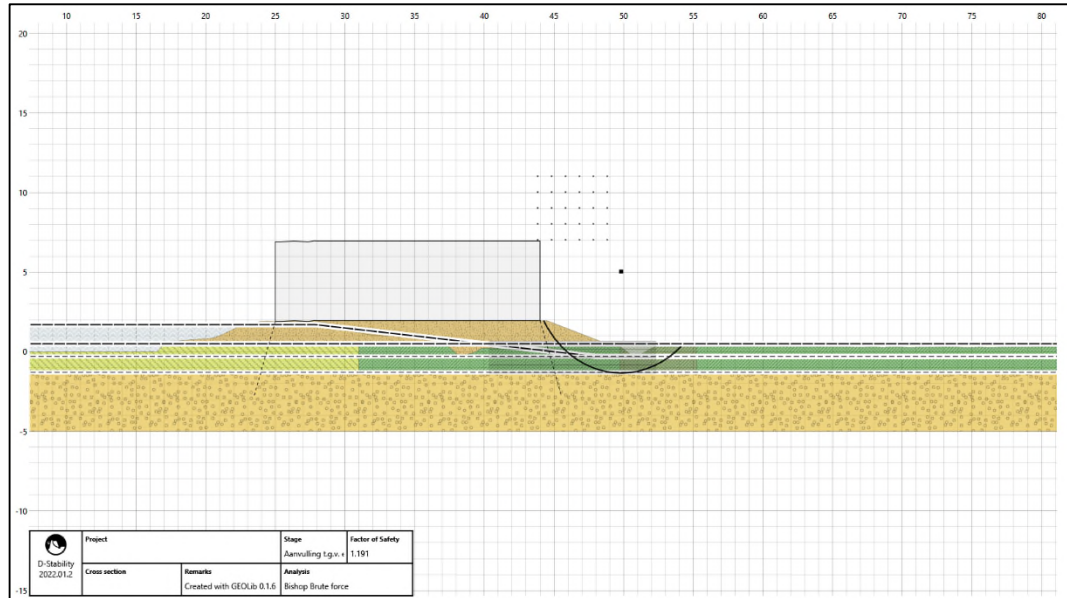 10 15 20 25 30 35 40 45 50 55 60 65 70 75 80
20
15
10
5
0
-5
-10
-15
D-Stability
2022.01.2
Project
Stage
Aanvulling t.g.v.
Factor of Safety
1.191
Cross section
Remarks
Created with GEOLib 0.1.6
Analysis
Bishop Brute force